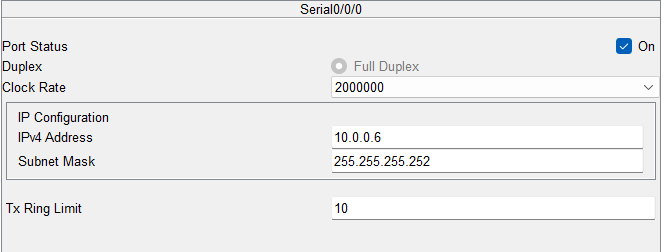 Serial0/0/0
Port Status On
Duplex Full Duplex
Clock Rate 2000000
IP Configuration
IPv4 Address 10.0.0.6
Subnet Mask 255.255.255.252
Tx Ring Limit 10